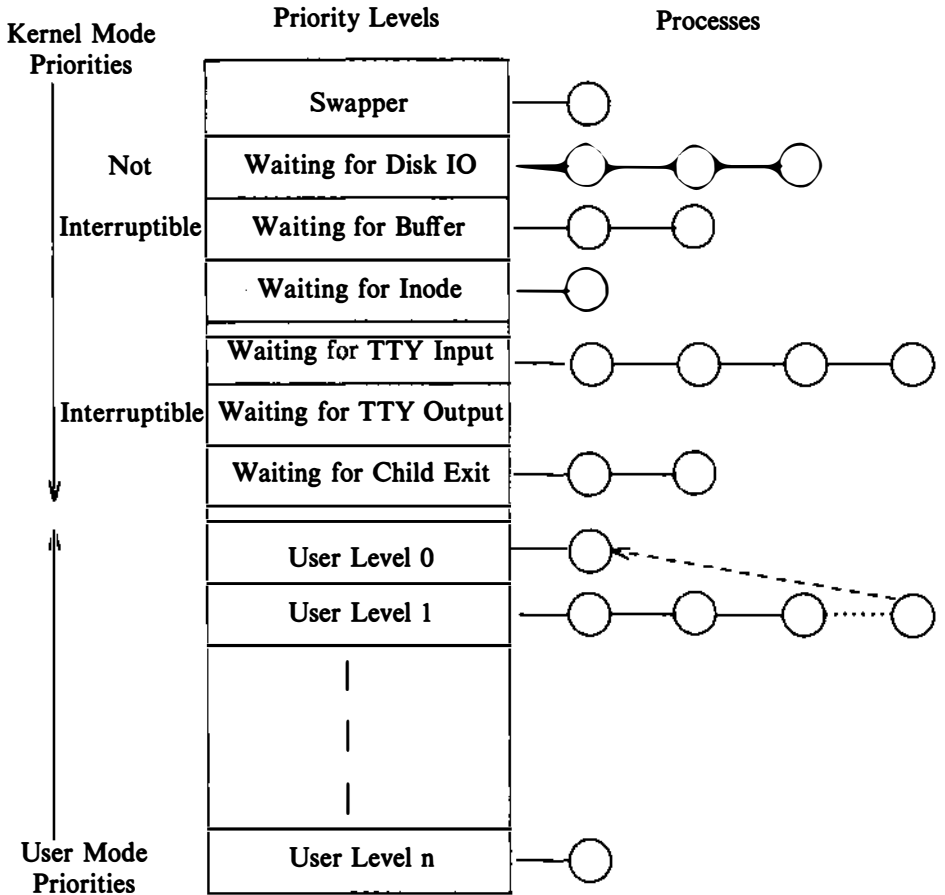 Priority Levels
Processes
Kernel Mode
Priorities
Swapper
Not
Waiting for Disk IO
Interruptible
Waiting for Buffer
Waiting for Inode
Waiting for TTY Input
Interruptible
Waiting for TTY Output
Waiting for Child Exit
User Level 0
User Level 1
User Level n
User Mode
Priorities